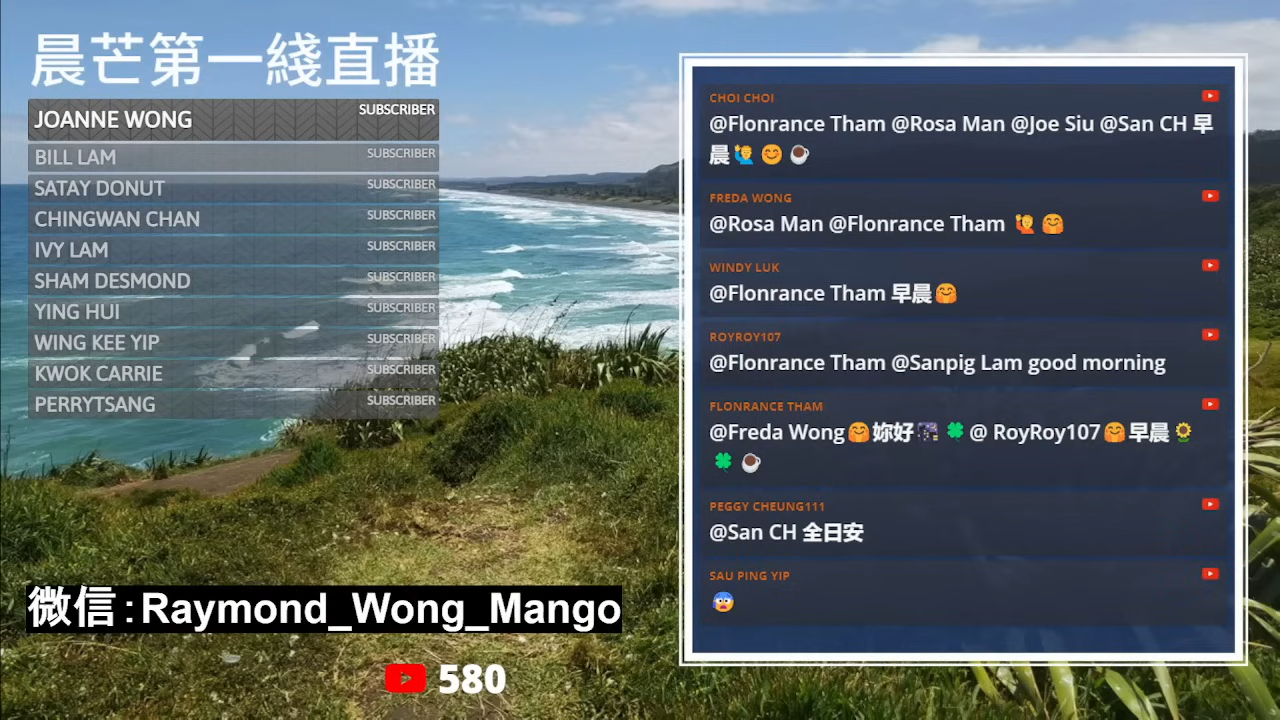 晨芒第一綫直播
JOANNE WONG SUBSCRIBER
BILL LAM SUBSCRIBER
SATAY DONUT SUBSCRIBER
CHINGWAN CHAN SUBSCRIBER
IVY LAM SUBSCRIBER
SHAM DESMOND SUBSCRIBER
YING HUI SUBSCRIBER
WING KEE YIP SUBSCRIBER
KWOK CARRIE SUBSCRIBER
PERRYTSANG SUBSCRIBER
微信:Raymond_Wong_Mango
580
CHOI CHOI
@Flonrance Tham @Rosa Man @Joe Siu @San CH 早
晨🙋😊☕
FREDA WONG
@Rosa Man @Flonrance Tham 🙋🤗
WINDY LUK
@Flonrance Tham 早晨🤗
ROYROY107
@Flonrance Tham @Sanpig Lam good morning
FLONRANCE THAM
@Freda Wong🤗妳好🎆🍀@ RoyRoy107🤗早晨🌻
🍀☕
PEGGY CHEUNG111
@San CH 全日安
SAU PING YIP
😰